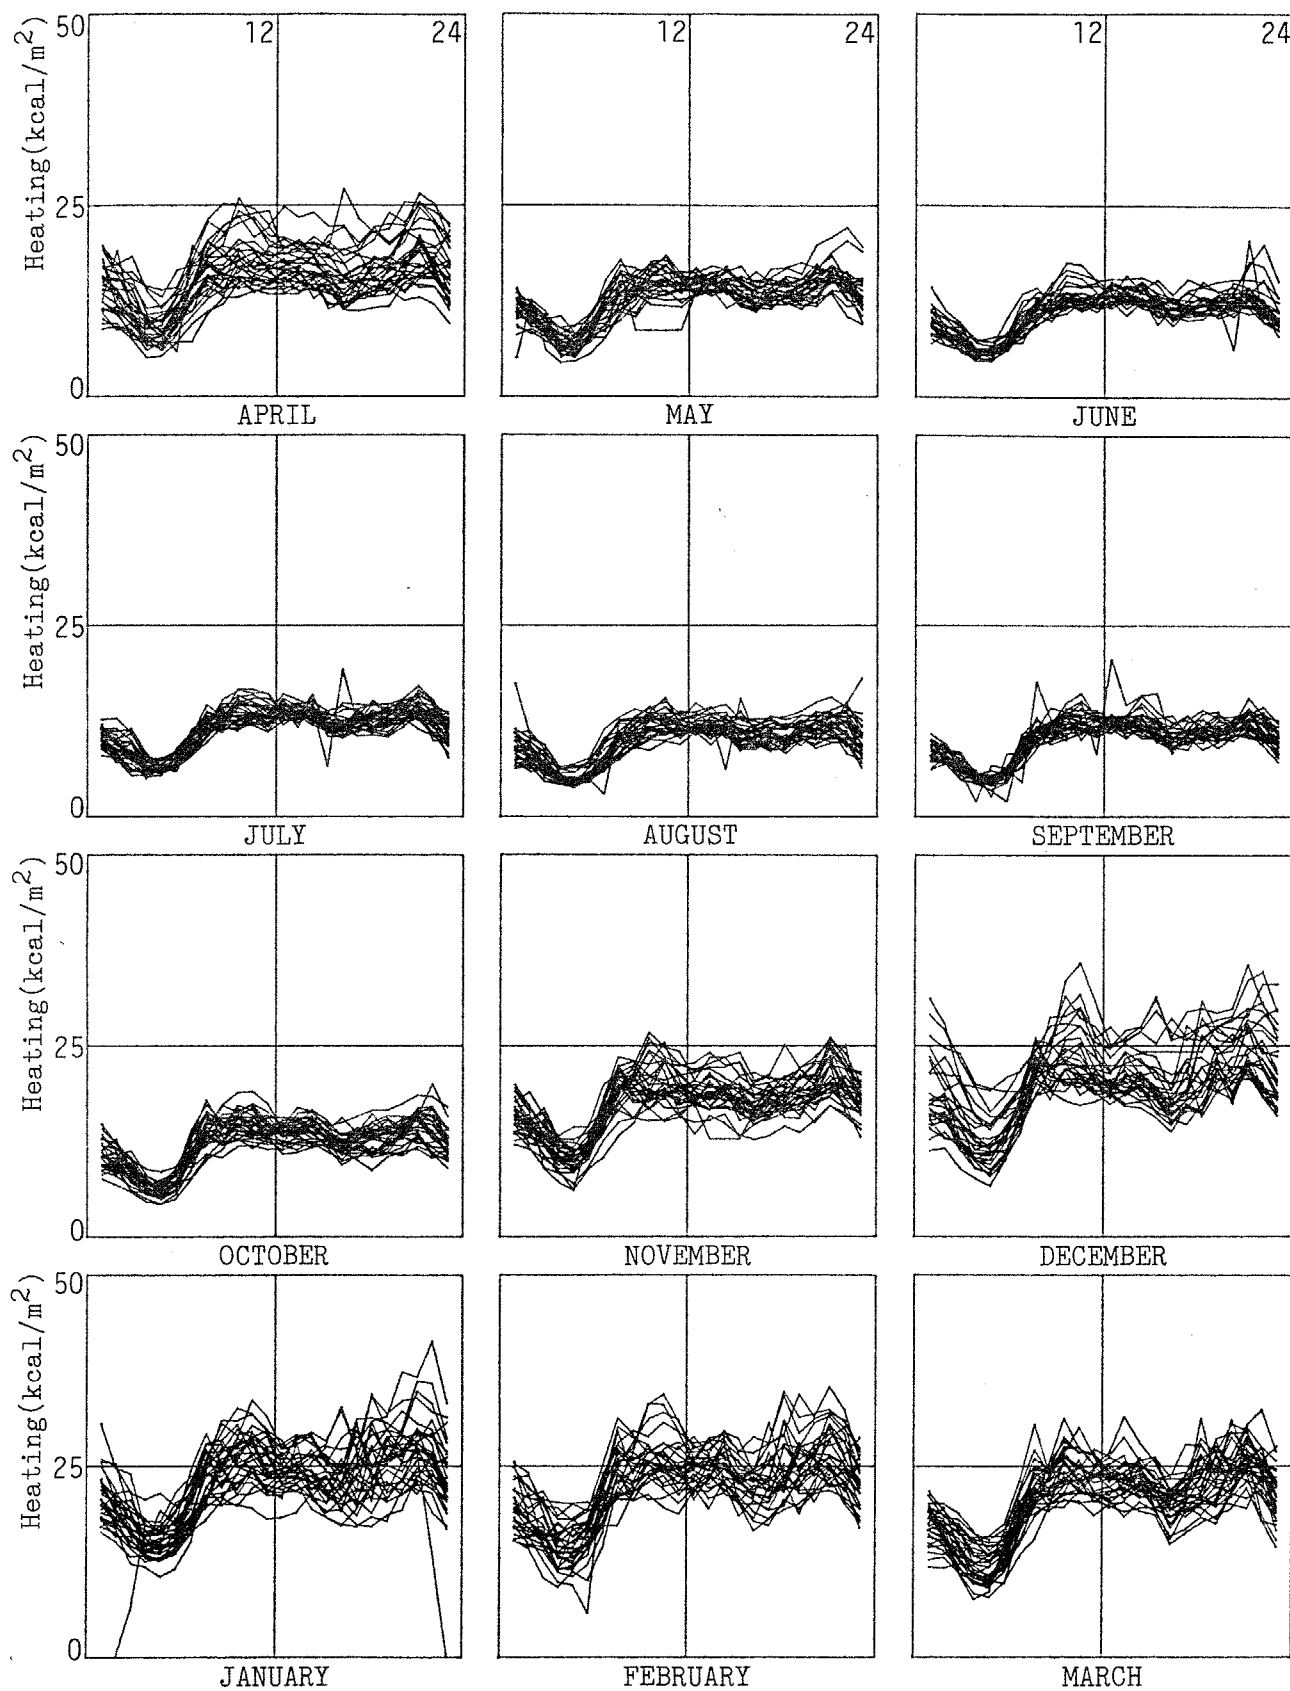 50 12 24 12 24 12 24
Heating(kcal/m²)
25
0
APRIL MAY JUNE
50
Heating(kcal/m²)
25
0
JULY AUGUST SEPTEMBER
50
Heating(kcal/m²)
25
0
OCTOBER NOVEMBER DECEMBER
50
Heating(kcal/m²)
25
0
JANUARY FEBRUARY MARCH